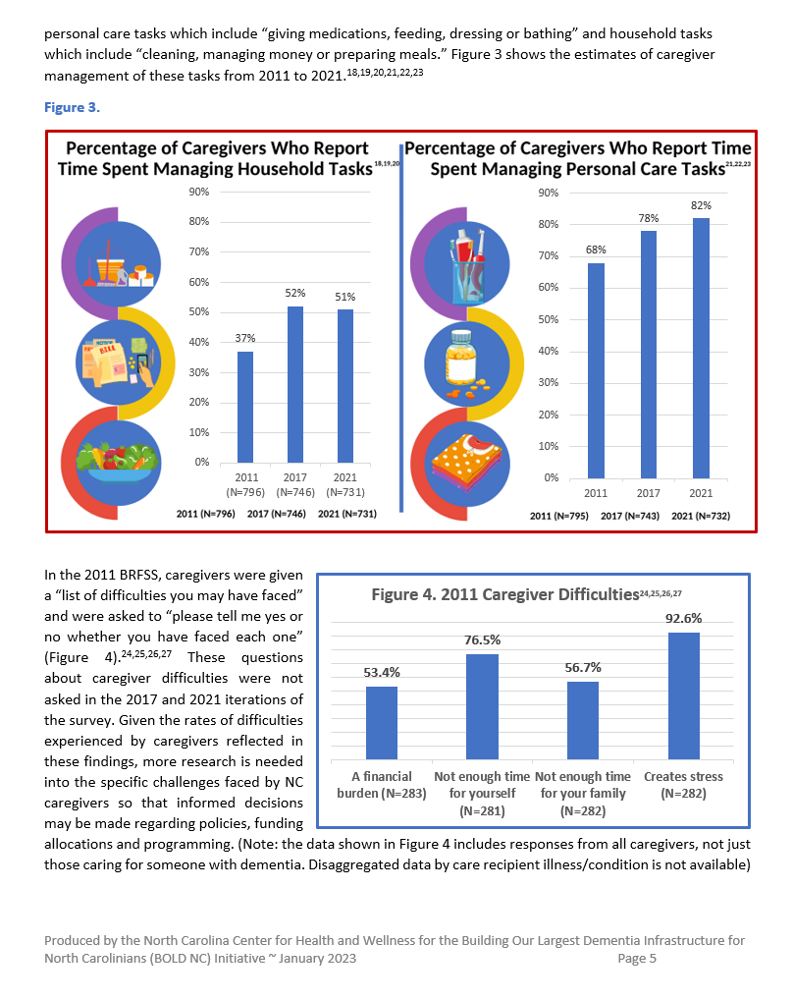 personal care tasks which include “giving medications, feeding, dressing or bathing” and household tasks
which include “cleaning, managing money or preparing meals.” Figure 3 shows the estimates of caregiver
management of these tasks from 2011 to 2021.18,19,20,21,22,23
Figure 3.
Percentage of Caregivers Who Report
Time Spent Managing Household Tasks 18,19,20
90%
80%
70%
60%
50%
40%
30%
20%
10%
0%
37%
52%
51%
2011
(N=796)
2017
(N=746)
2021
(N=731)
2011 (N=796) 2017 (N=746) 2021 (N=731)
BILL
Percentage of Caregivers Who Report Time
Spent Managing Personal Care Tasks21,22,23
90%
80%
70%
60%
50%
40%
30%
20%
10%
0%
68%
78%
82%
2011 2017 2021
2011 (N=795) 2017 (N=743) 2021 (N=732)
In the 2011 BRFSS, caregivers were given
a “list of difficulties you may have faced”
and were asked to “please tell me yes or
no whether you have faced each one”
(Figure 4).24,25,26,27 These questions
about caregiver difficulties were not
asked in the 2017 and 2021 iterations of
the survey. Given the rates of difficulties
experienced by caregivers reflected in
these findings, more research is needed
into the specific challenges faced by NC
caregivers so that informed decisions
may be made regarding policies, funding
allocations and programming. (Note: the data shown in Figure 4 includes responses from all caregivers, not just
those caring for someone with dementia. Disaggregated data by care recipient illness/condition is not available)
Figure 4. 2011 Caregiver Difficulties24,25,26,27
53.4%
76.5%
56.7%
92.6%
A financial
burden (N=283)
Not enough time
for yourself
(N=281)
Not enough time
for your family
(N=282)
Creates stress
(N=282)
Produced by the North Carolina Center for Health and Wellness for the Building Our Largest Dementia Infrastructure for
North Carolinians (BOLD NC) Initiative ~ January 2023 Page 5